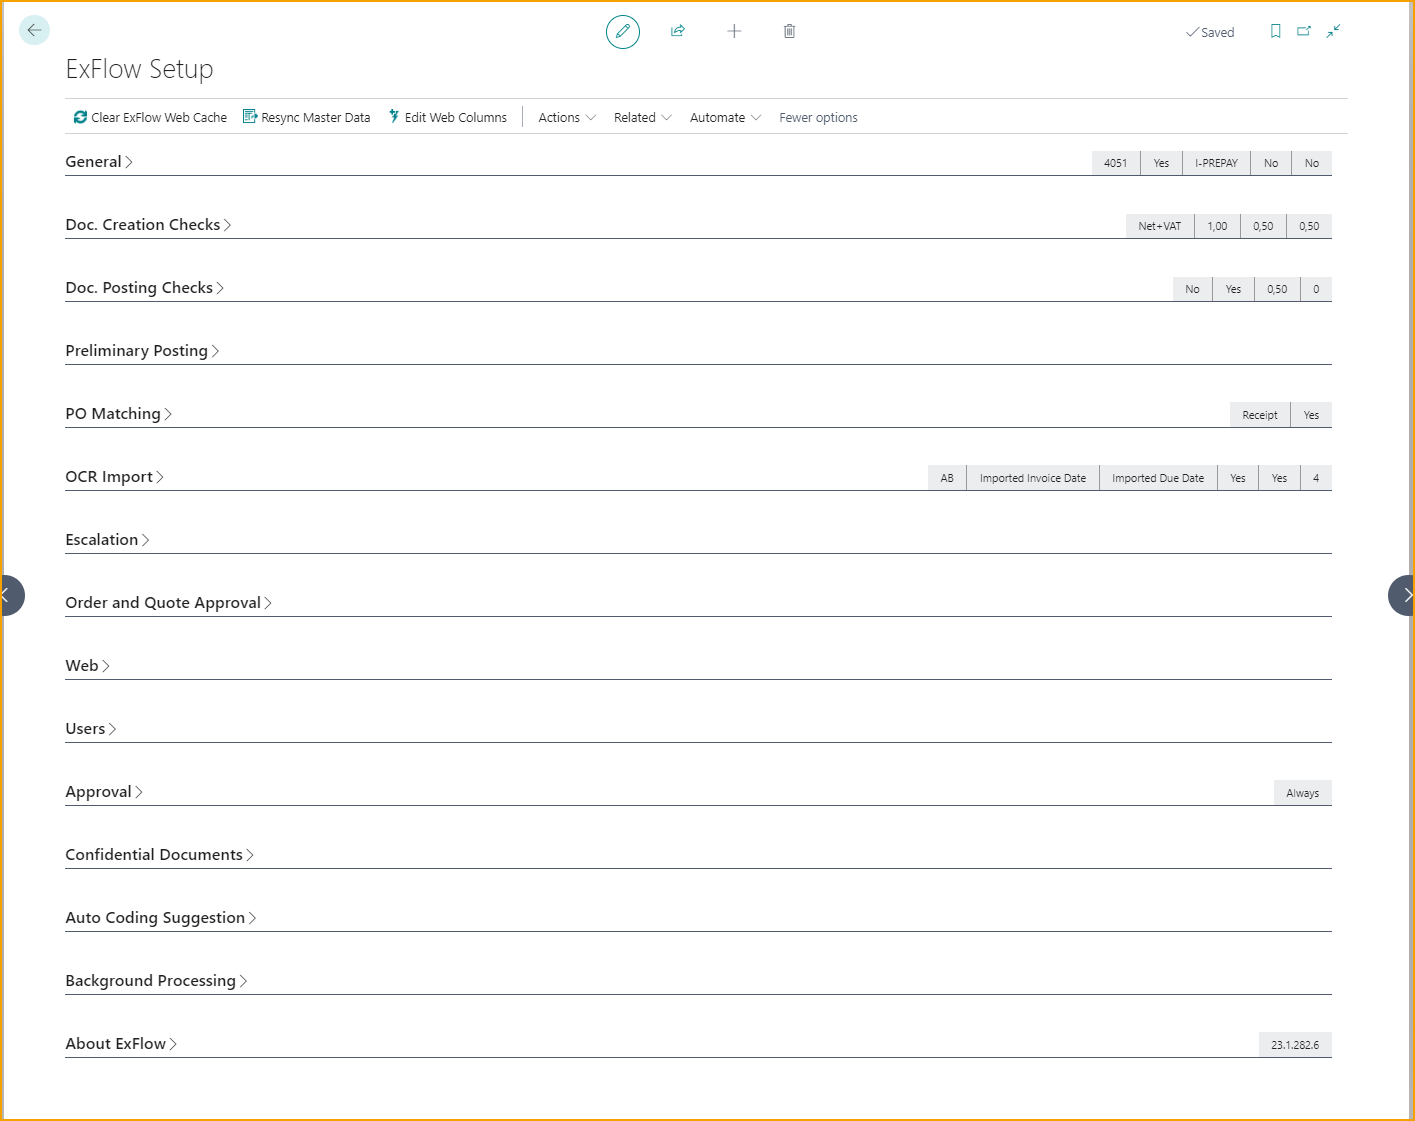 Saved
ExFlow Setup
Clear ExFlow Web Cache Resync Master Data Edit Web Columns Actions Related Automate Fewer options
General 4051 Yes I-PREPAY No No
Doc. Creation Checks Net+VAT 1,00 0,50 0,50
Doc. Posting Checks No Yes 0,50 0
Preliminary Posting
PO Matching Receipt Yes
OCR Import AB Imported Invoice Date Imported Due Date Yes Yes 4
Escalation
Order and Quote Approval
Web
Users
Approval Always
Confidential Documents
Auto Coding Suggestion
Background Processing
About ExFlow 23.1.282.6